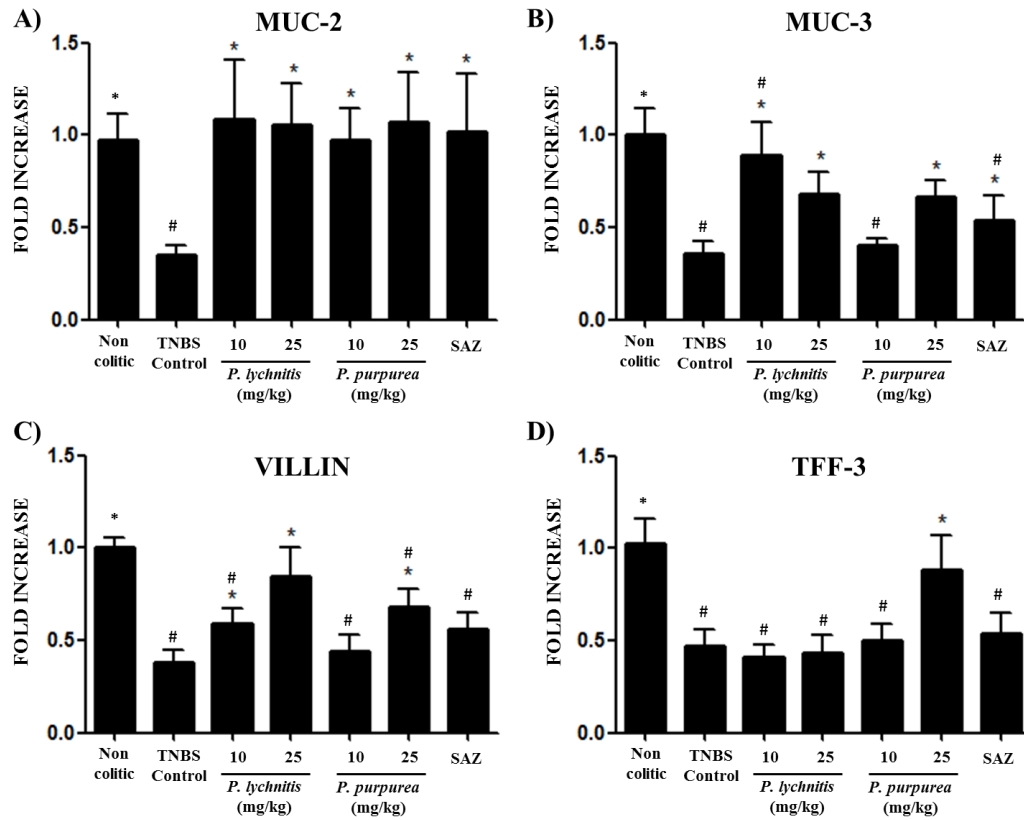 A)
MUC-2
FOLD INCREASE
1.5
1.0
0.5
0.0
*
#
*
*
*
*
*
Non
colitic
TNBS
Control
10
25
P. lychnitis
(mg/kg)
10
25
P. purpurea
(mg/kg)
SAZ
B)
MUC-3
FOLD INCREASE
1.5
1.0
0.5
0.0
*
#
#
*
*
#
*
#
*
Non
colitic
TNBS
Control
10
25
P. lychnitis
(mg/kg)
10
25
P. purpurea
(mg/kg)
SAZ
C)
VILLIN
FOLD INCREASE
1.5
1.0
0.5
0.0
*
#
#
*
*
#
#
*
#
Non
colitic
TNBS
Control
10
25
P. lychnitis
(mg/kg)
10
25
P. purpurea
(mg/kg)
SAZ
D)
TFF-3
FOLD INCREASE
1.5
1.0
0.5
0.0
*
#
#
#
#
*
#
Non
colitic
TNBS
Control
10
25
P. lychnitis
(mg/kg)
10
25
P. purpurea
(mg/kg)
SAZ